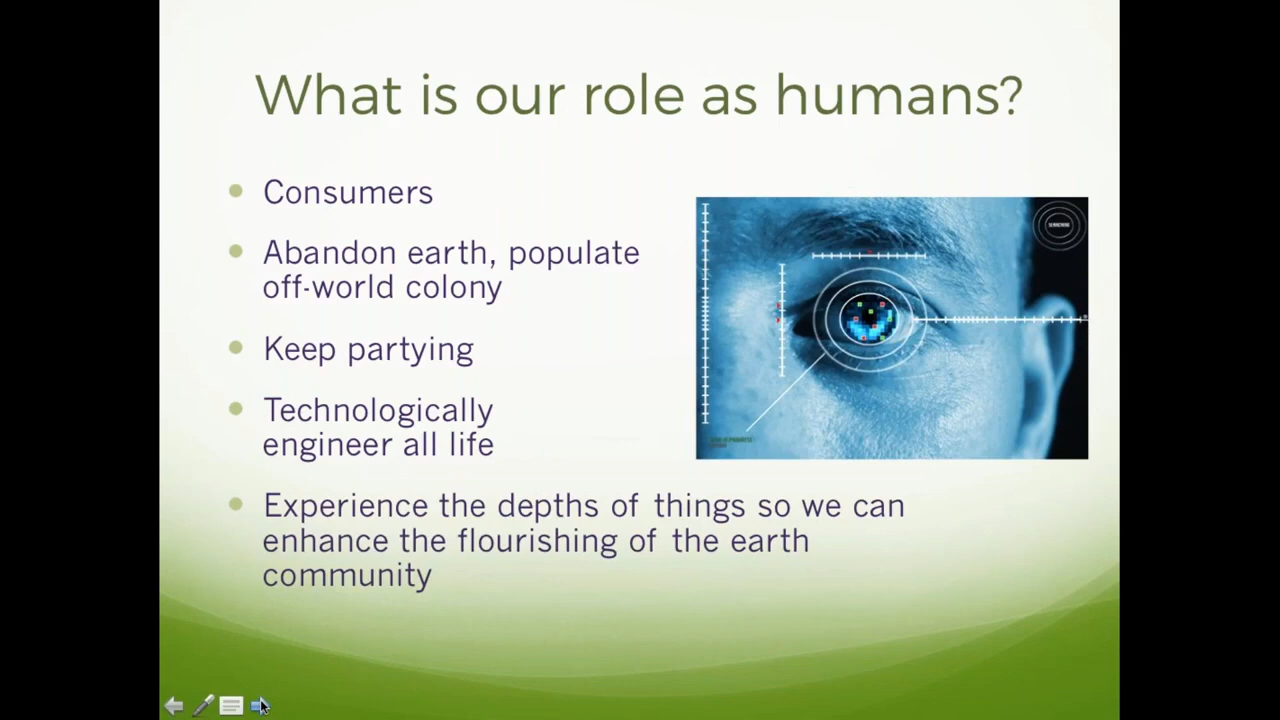 What is our role as humans?
Consumers
Abandon earth, populate
off-world colony
Keep partying
Technologically
engineer all life
Experience the depths of things so we can
enhance the flourishing of the earth
community